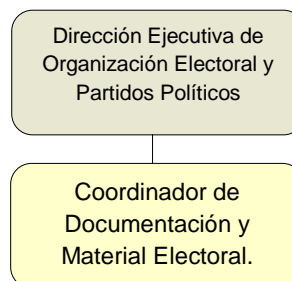 Dirección Ejecutiva de
Organización Electoral y
Partidos Políticos
Coordinador de
Documentación y
Material Electoral.